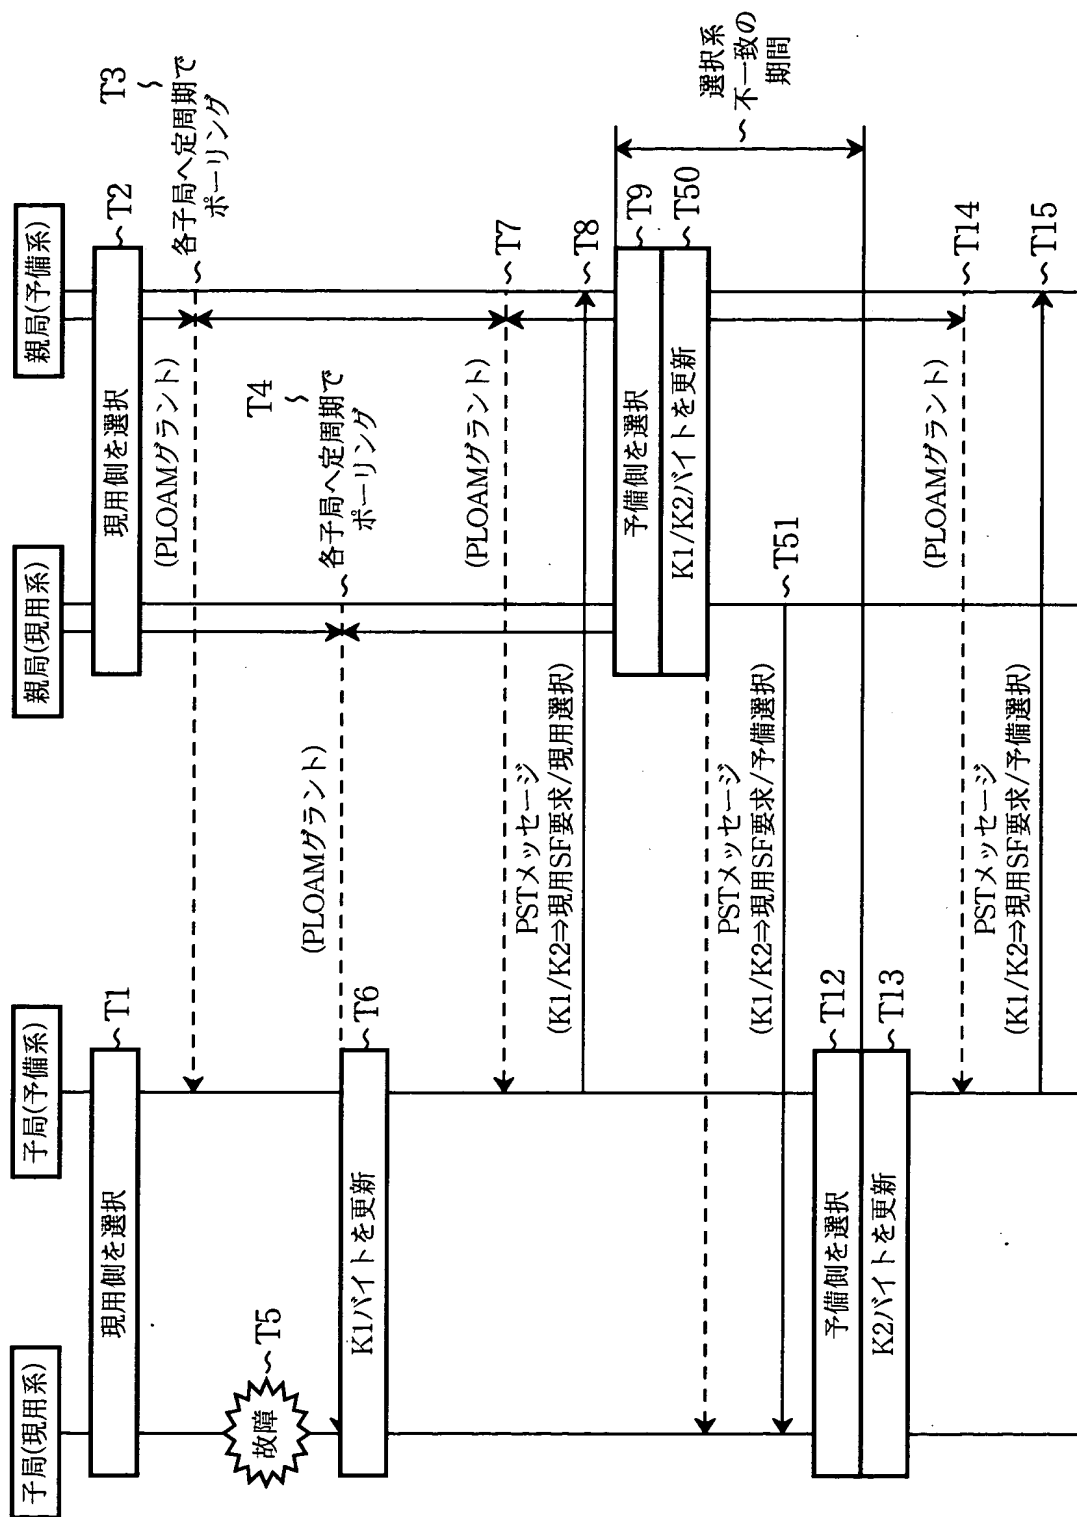 子局(現用系)
子局(予備系)
親局(現用系)
親局(予備系)
現用側を選択
T1
現用側を選択
T2
T3
各子局へ定周期で
ポーリング
(PLOAMグラント)
故障
T5
T4
各子局へ定周期で
ポーリング
(PLOAMグラント)
K1バイトを更新
T6
(PLOAMグラント)
T7
PSTメッセージ
(K1/K2⇒現用SF要求/現用選択)
T8
予備側を選択
T9
K1/K2バイトを更新
T50
選択系
不一致の
期間
PSTメッセージ
(K1/K2⇒現用SF要求/予備選択)
T51
予備側を選択
T12
K2バイトを更新
T13
(PLOAMグラント)
T14
PSTメッセージ
(K1/K2⇒現用SF要求/予備選択)
T15